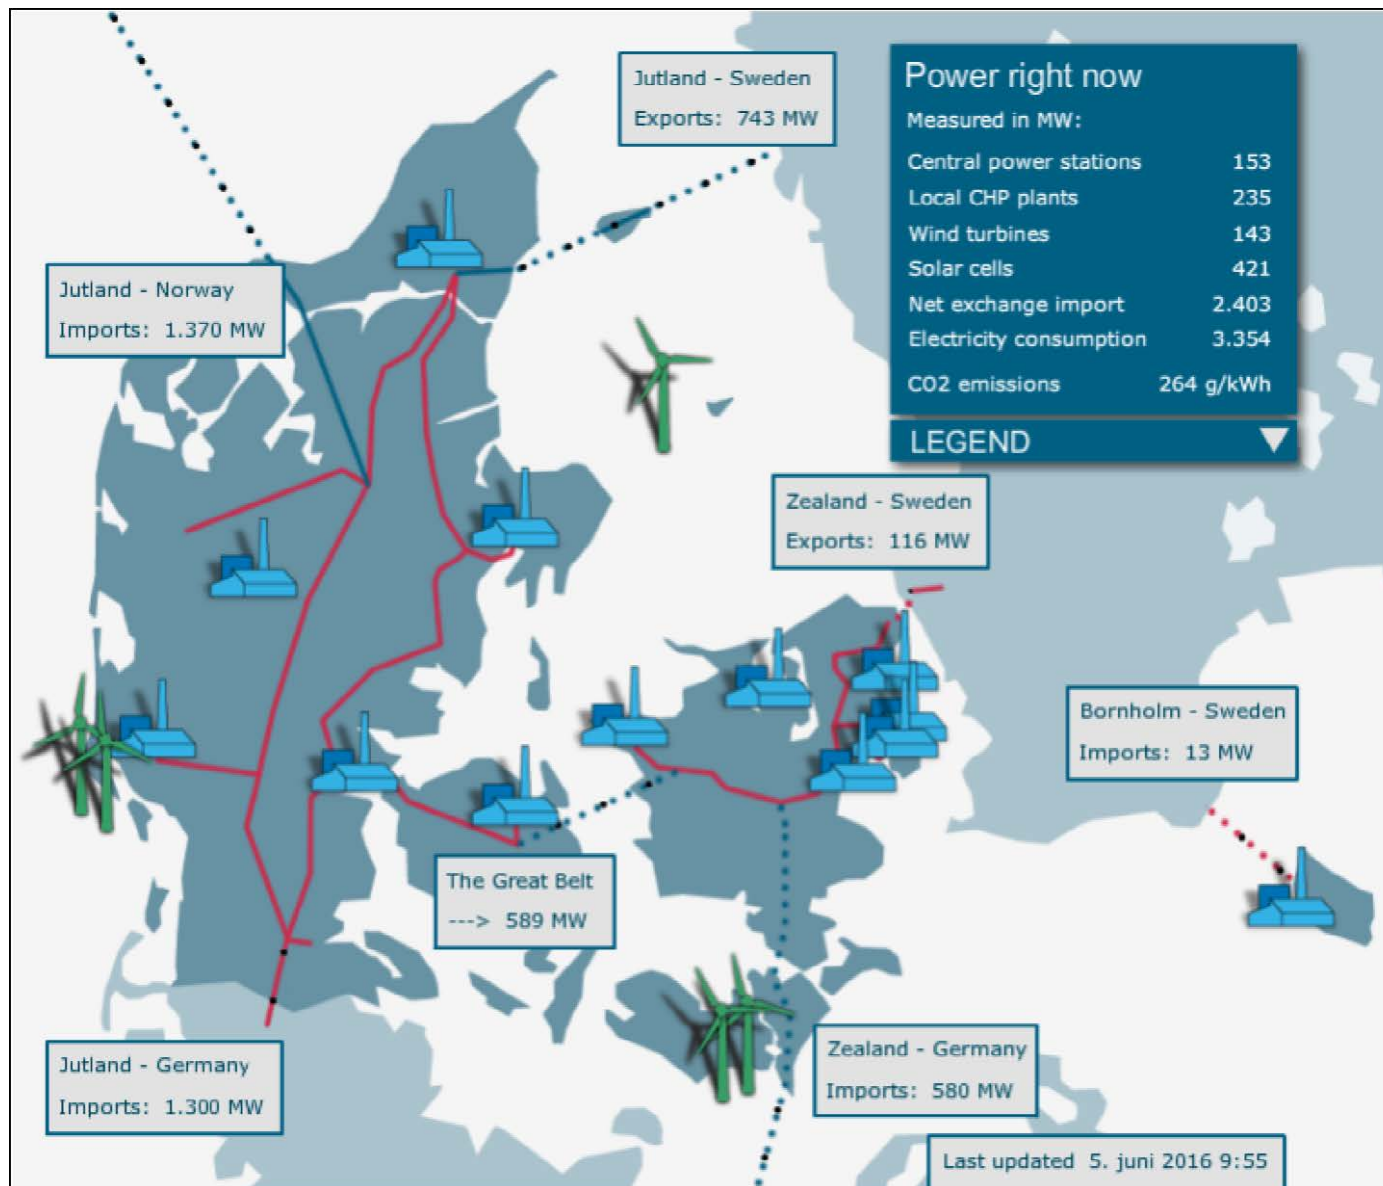 Jutland - Sweden
Exports: 743 MW
Power right now
Measured in MW:
Central power stations 153
Local CHP plants 235
Wind turbines 143
Solar cells 421
Net exchange import 2.403
Electricity consumption 3.354
CO2 emissions 264 g/kWh
LEGEND
Jutland - Norway
Imports: 1.370 MW
Zealand - Sweden
Exports: 116 MW
Bornholm - Sweden
Imports: 13 MW
The Great Belt
---> 589 MW
Jutland - Germany
Imports: 1.300 MW
Zealand - Germany
Imports: 580 MW
Last updated 5. juni 2016 9:55